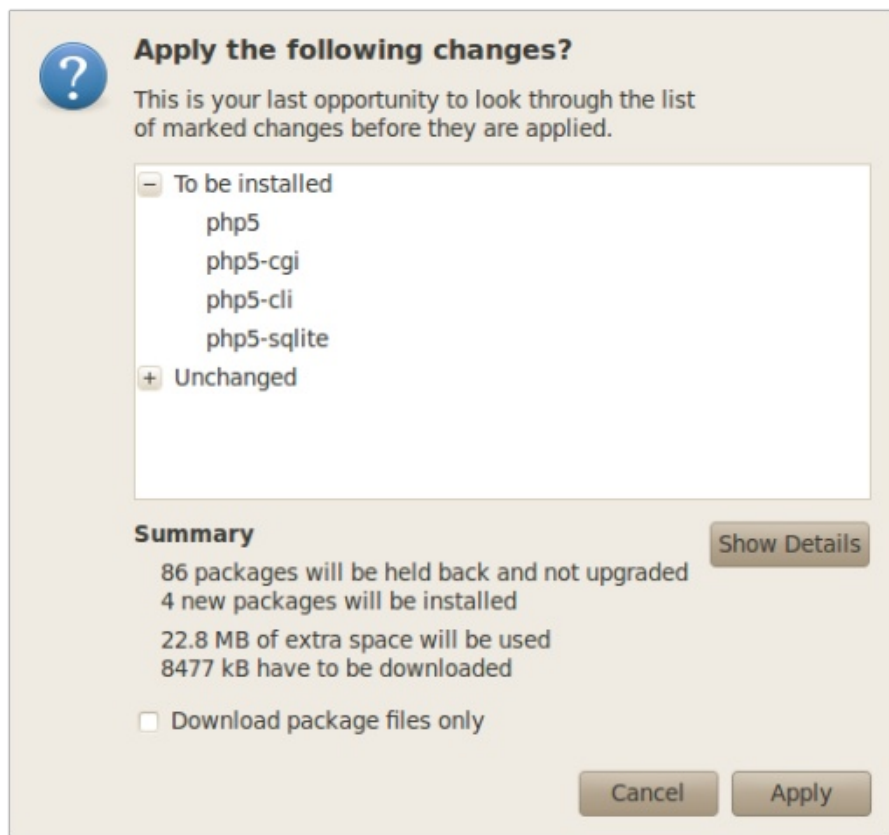 Apply the following changes?
This is your last opportunity to look through the list
of marked changes before they are applied.
To be installed
php5
php5-cgi
php5-cli
php5-sqlite
Unchanged
Summary
Show Details
86 packages will be held back and not upgraded
4 new packages will be installed
22.8 MB of extra space will be used
8477 kB have to be downloaded
Download package files only
Cancel
Apply